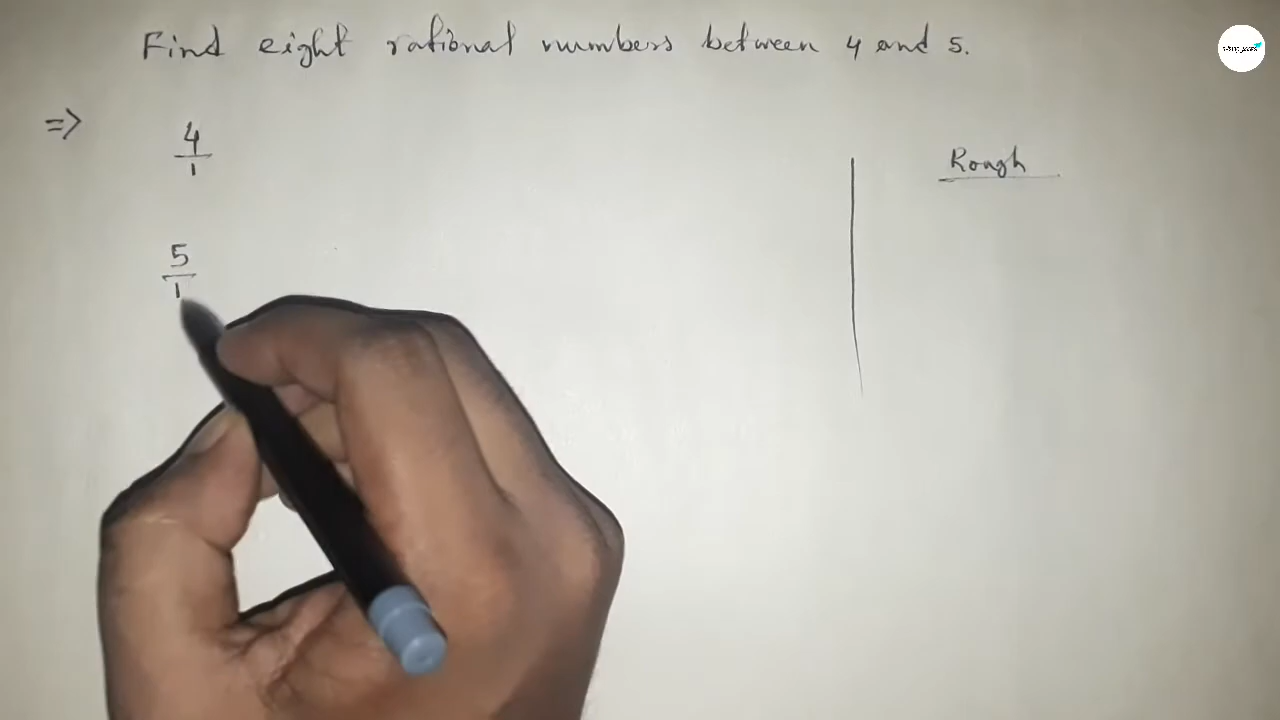 Find eight rational numbers between 4 and 5.
=> 4/1
Rough
5/1